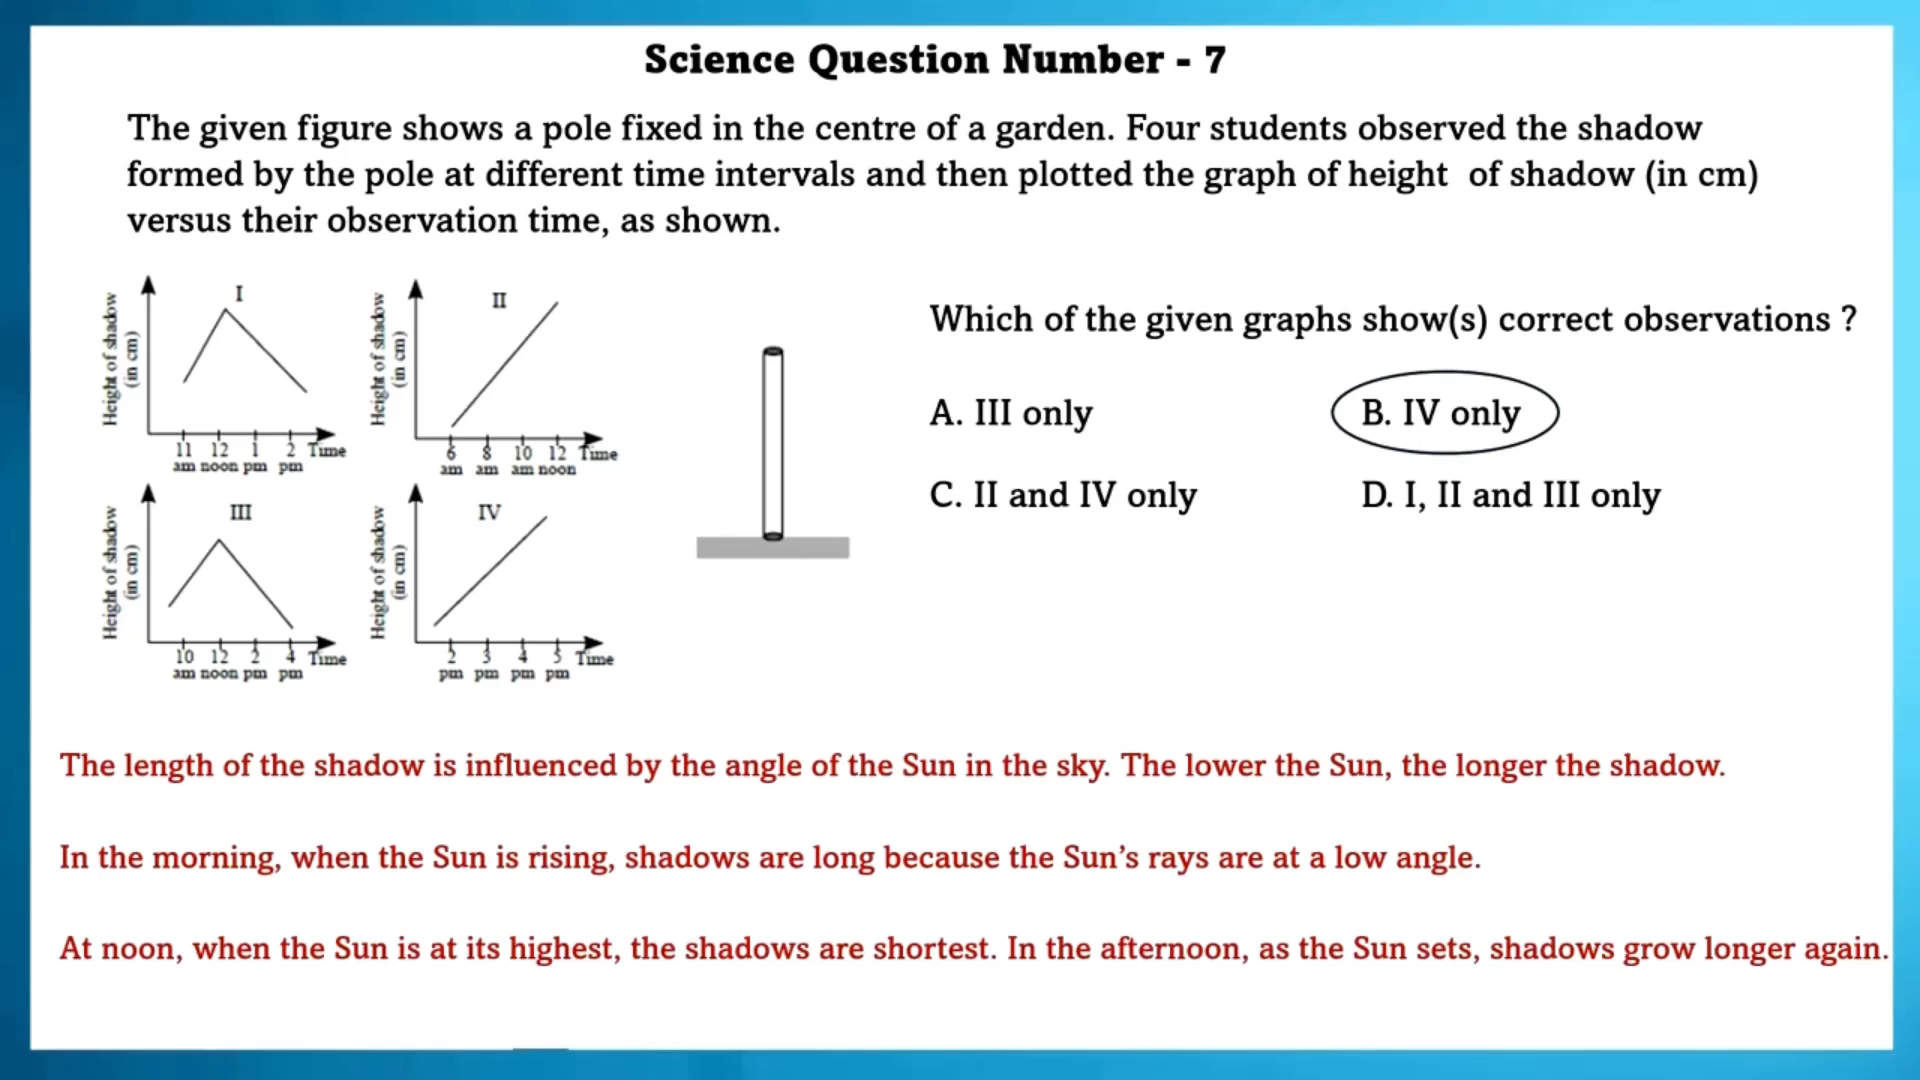 Science Question Number - 7
The given figure shows a pole fixed in the centre of a garden. Four students observed the shadow
formed by the pole at different time intervals and then plotted the graph of height of shadow (in cm)
versus their observation time, as shown.
I
Height of shadow
(in cm)
11 12 1 2 Time
am noon pm pm
II
Height of shadow
(in cm)
6 8 10 12 Time
am am am noon
III
Height of shadow
(in cm)
10 12 2 4 Time
am noon pm pm
IV
Height of shadow
(in cm)
2 3 4 5 Time
pm pm pm pm
Which of the given graphs show(s) correct observations ?
A. III only
B. IV only
C. II and IV only
D. I, II and III only
The length of the shadow is influenced by the angle of the Sun in the sky. The lower the Sun, the longer the shadow.
In the morning, when the Sun is rising, shadows are long because the Sun’s rays are at a low angle.
At noon, when the Sun is at its highest, the shadows are shortest. In the afternoon, as the Sun sets, shadows grow longer again.